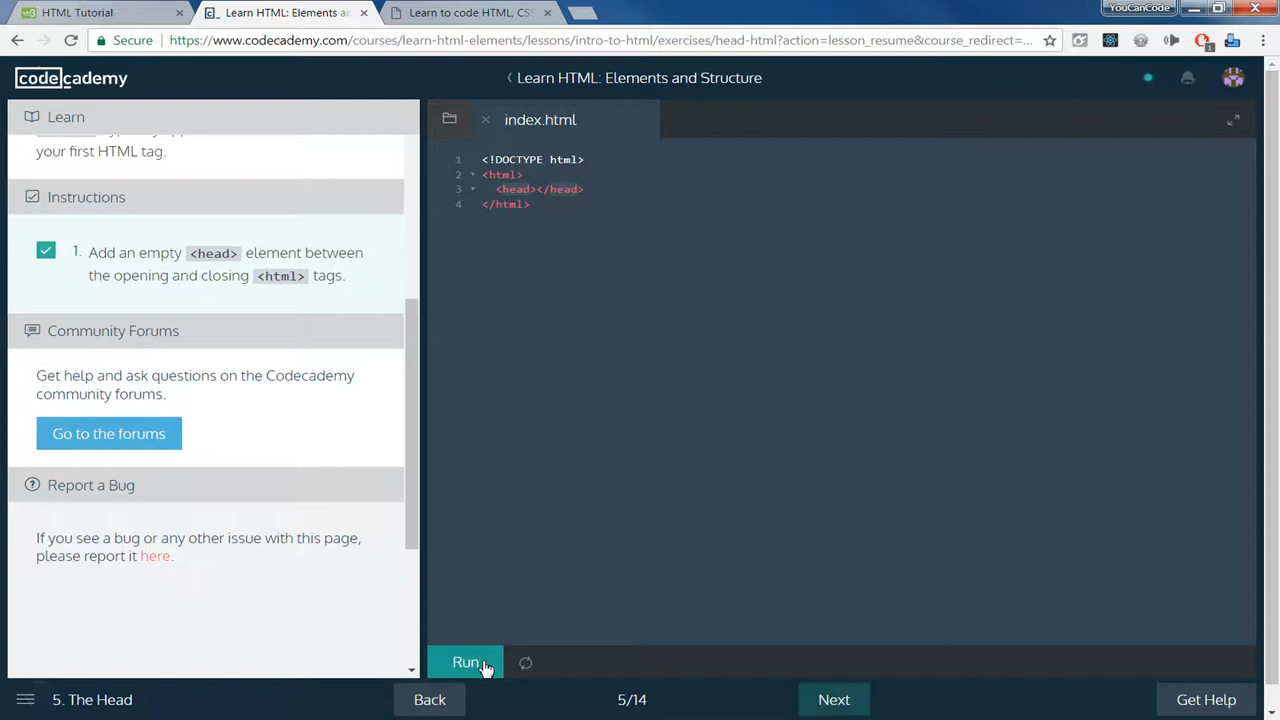 HTML Tutorial
Learn HTML: Elements a
Learn to code HTML, CS
YouCanCode
Secure
https://www.codecademy.com/courses/learn-html-elements/lessons/intro-to-html/exercises/head-html?action=lesson_resume&course_redirect=...
1
codecademy
Learn HTML: Elements and Structure
Learn
your first HTML tag.
Instructions
1. Add an empty <head> element between
the opening and closing <html> tags.
Community Forums
Get help and ask questions on the Codecademy
community forums.
Go to the forums
Report a Bug
If you see a bug or any other issue with this page,
please report it here.
index.html
1 <!DOCTYPE html>
2 <html>
3 <head></head>
4 </html>
Run
5. The Head
Back
5/14
Next
Get Help